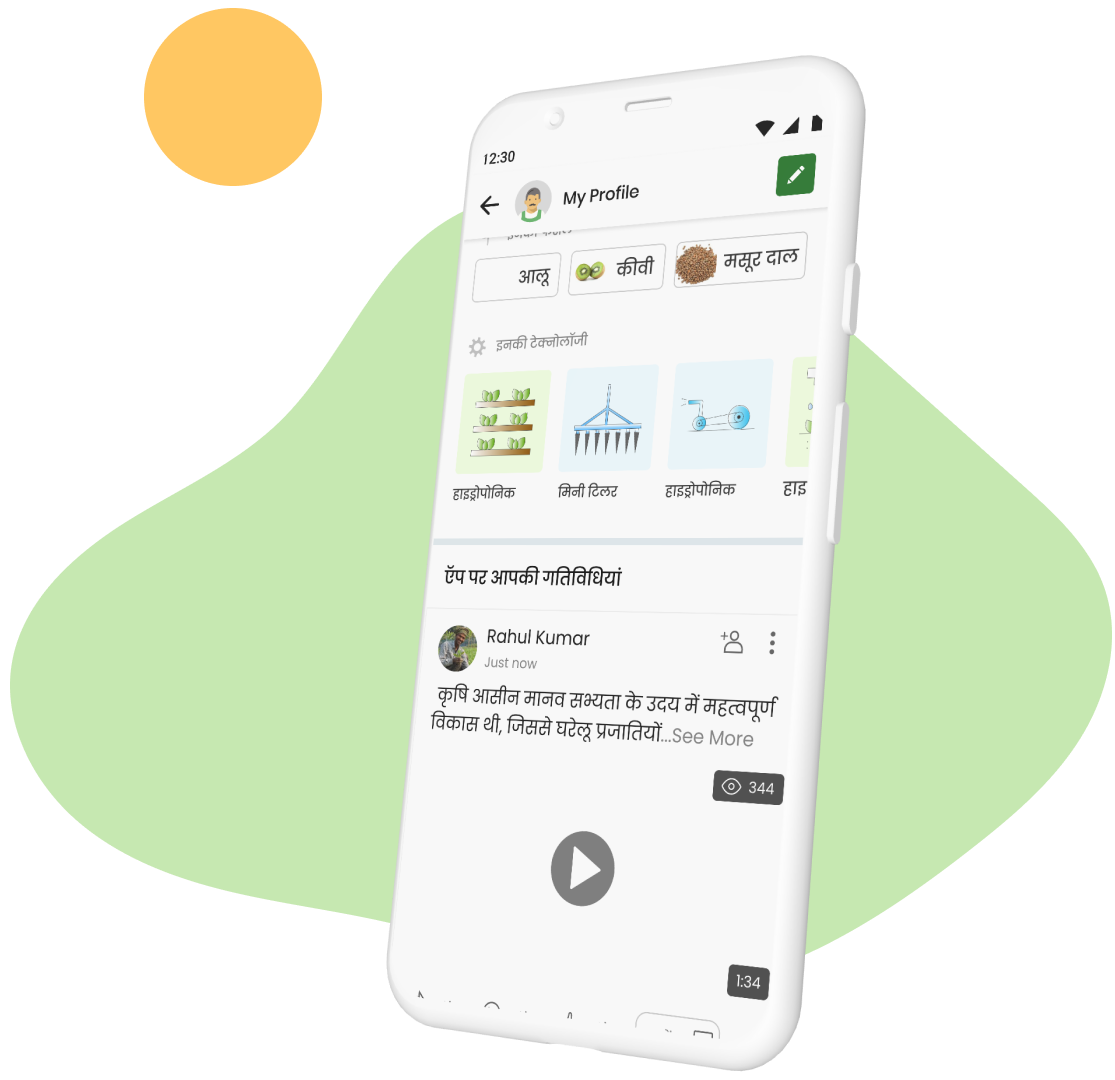 12:30
My Profile
आलू
कीवी
मसूर दाल
इनकी टेक्नोलॉजी
हाइड्रोपोनिक
मिनी टिलर
हाइड्रोपोनिक
हाइ
ऍप पर आपकी गतिविधियां
Rahul Kumar
Just now
कृषि आसीन मानव सभ्यता के उदय में महत्वपूर्ण
विकास थी, जिससे घरेलू प्रजातियों...See More
344
1:34